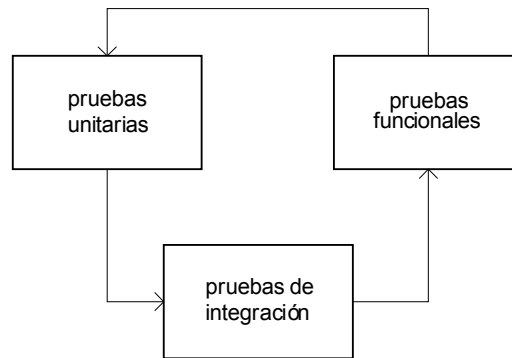 pruebas
unitarias
pruebas
funcionales
pruebas de
integración